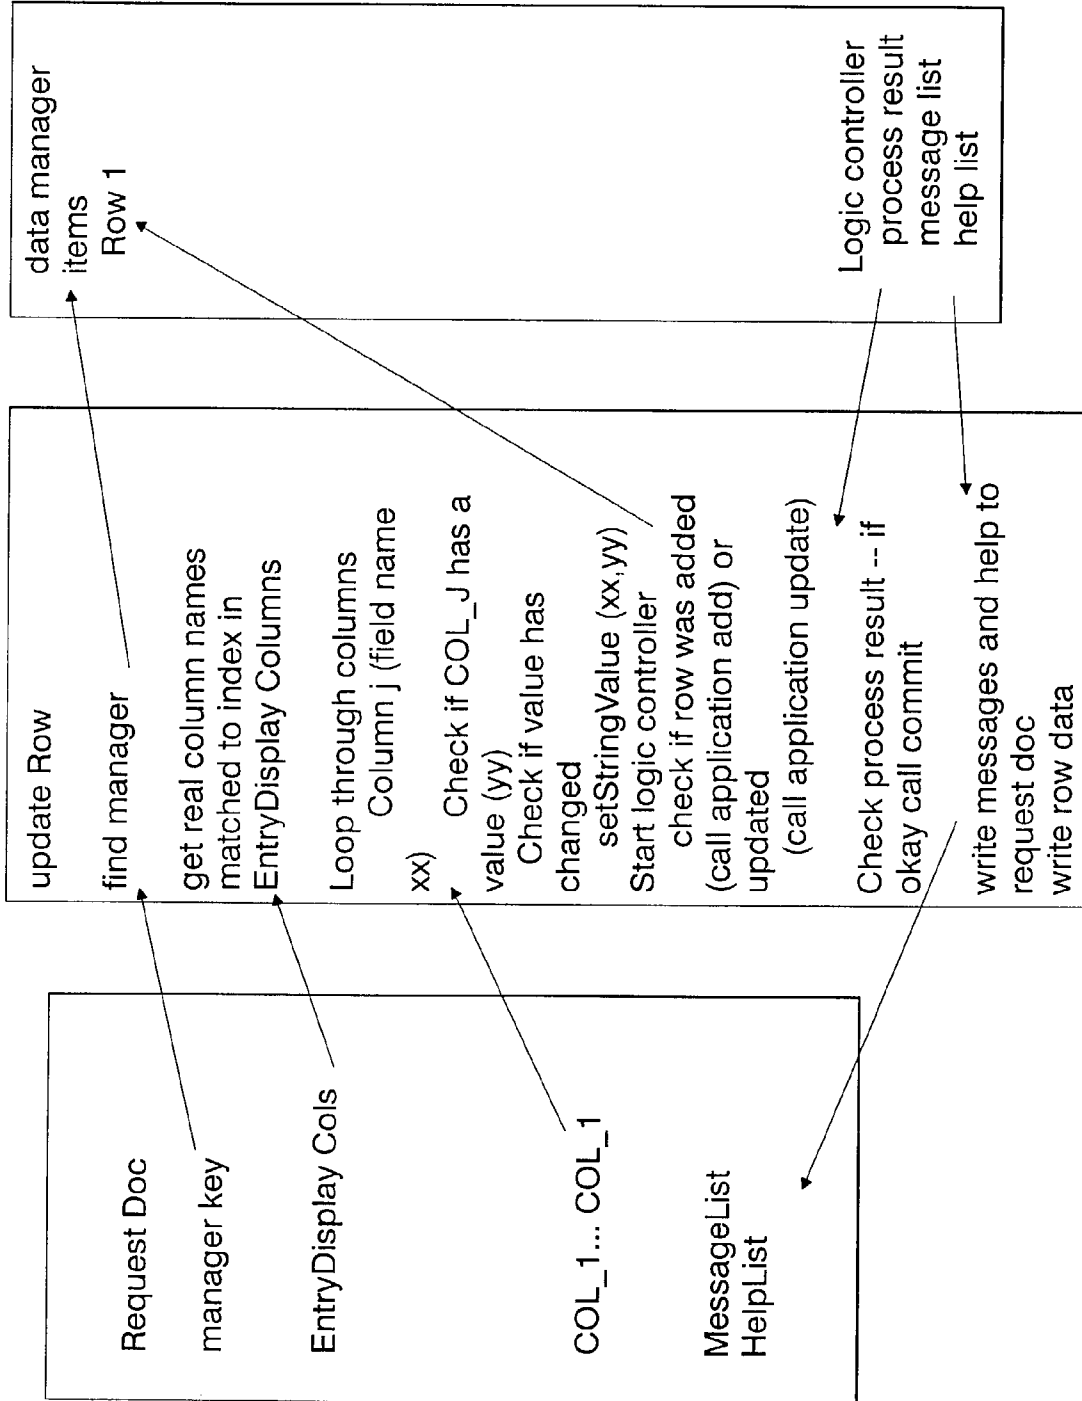 Request Doc
manager key
EntryDisplay Cols
COL_1... COL_1
MessageList
HelpList
update Row
find manager
get real column names
matched to index in
EntryDisplay Columns
Loop through columns
Column j (field name
xx)
Check if COL_J has a
value (yy)
Check if value has
changed
setStringValue (xx,yy)
Start logic controller
check if row was added
(call application add) or
updated
(call application update)
Check process result -- if
okay call commit
write messages and help to
request doc
write row data
data manager
items
Row 1
Logic controller
process result
message list
help list